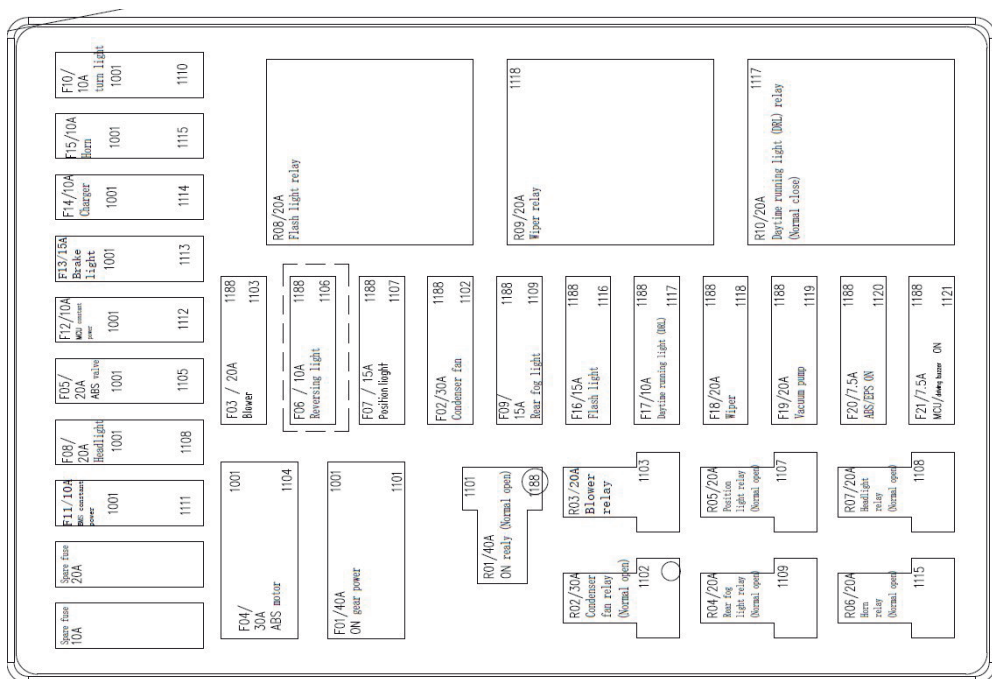 F10/
10A
turn light
1001
1110
F15/10A
Horn
1001
1115
F14/10A
Charger
1001
1114
F13/15A
Brake
light
1001
1113
F12/10A
MCU constant
power
1001
1112
F05/
20A
ABS valve
1001
1105
F08/
20A
Headlight
1001
1108
F11/10A
BMS constant
power
1001
1111
Spare fuse
20A
Spare fuse
10A
R08/20A
Flash light relay
1118
R09/20A
Wiper relay
1117
R10/20A
Daytime running light (DRL) relay
(Normal close)
1188
1103
F03 / 20A
Blower
1188
1106
F06 / 10A
Reversing light
1188
1107
F07 / 15A
Position lioght
1188
1102
F02/30A
Condenser fan
1188
1109
F09/
15A
Rear fog light
1188
1116
F16/15A
Flash light
1188
1117
F17/10A
Daytime running light (DRL)
1188
1118
F18/20A
Wiper
1188
1119
F19/20A
Vacuum pump
1188
1120
F20/7.5A
ABS/EPS ON
1188
1121
F21/7.5A
MCU/driving buzzer ON
1001
1104
F04/
30A
ABS motor
1001
1101
F01/40A
ON gear power
1101
1188
R01/40A
ON realy (Normal open)
R03/20A
Blower
relay
1103
R05/20A
Position
light relay
(Normal open)
1107
R07/20A
Headlight
relay
(Normal open)
1108
R02/30A
Condenser
fan relay
(Normal open)
1102
R04/20A
Rear fog
light relay
(Normal open)
1109
R06/20A
Horn
relay
(Normal open)
1115